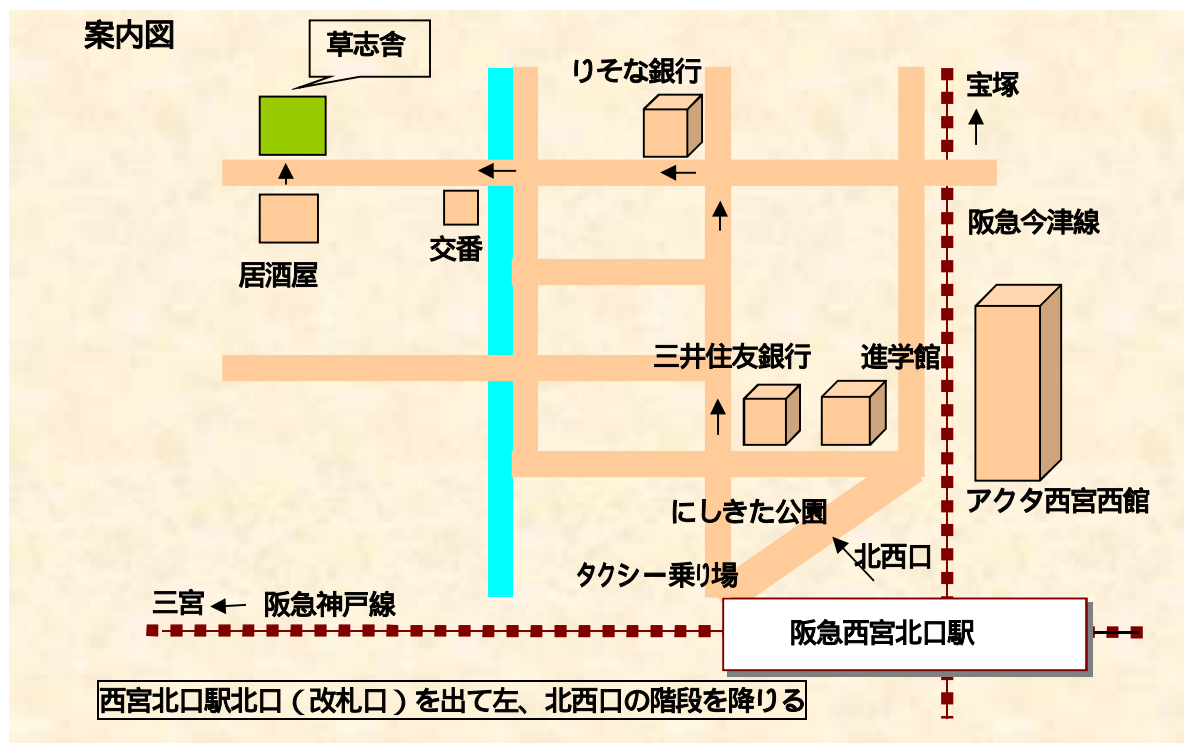 案内図
草志舎
りそな銀行
宝塚
阪急今津線
交番
居酒屋
三井住友銀行
進学館
アクタ西宮西館
にしきた公園
北西口
タクシー乗り場
三宮
阪急神戸線
阪急西宮北口駅
西宮北口駅北口（改札口）を出て左、北西口の階段を降りる